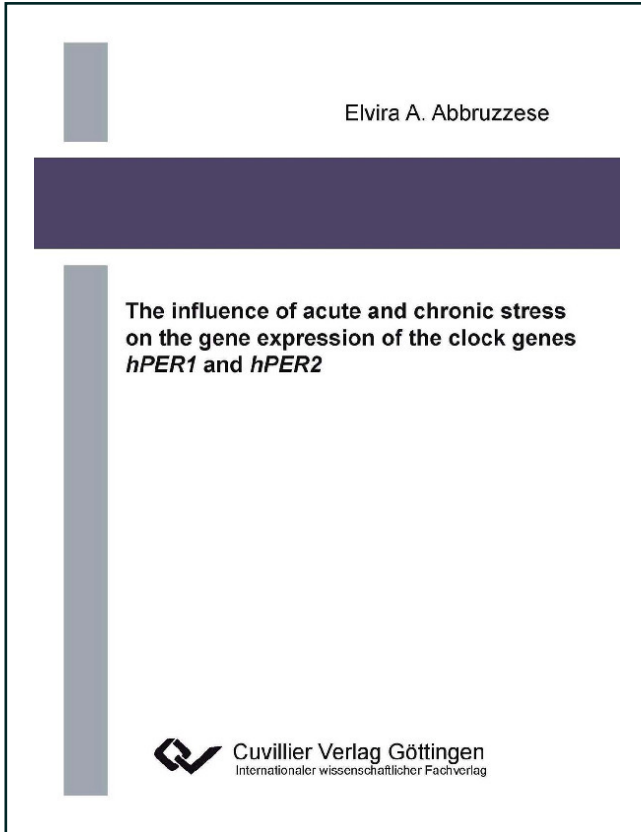 Elvira A. Abbruzzese
The influence of acute and chronic stress
on the gene expression of the clock genes
hPER1 and hPER2
Cuvillier Verlag Göttingen
Internationaler wissenschaftlicher Fachverlag